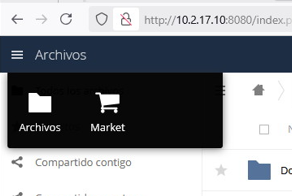 http://10.2.17.10:8080/index.p
Archivos
Archivos Market
Compartido contigo
Do